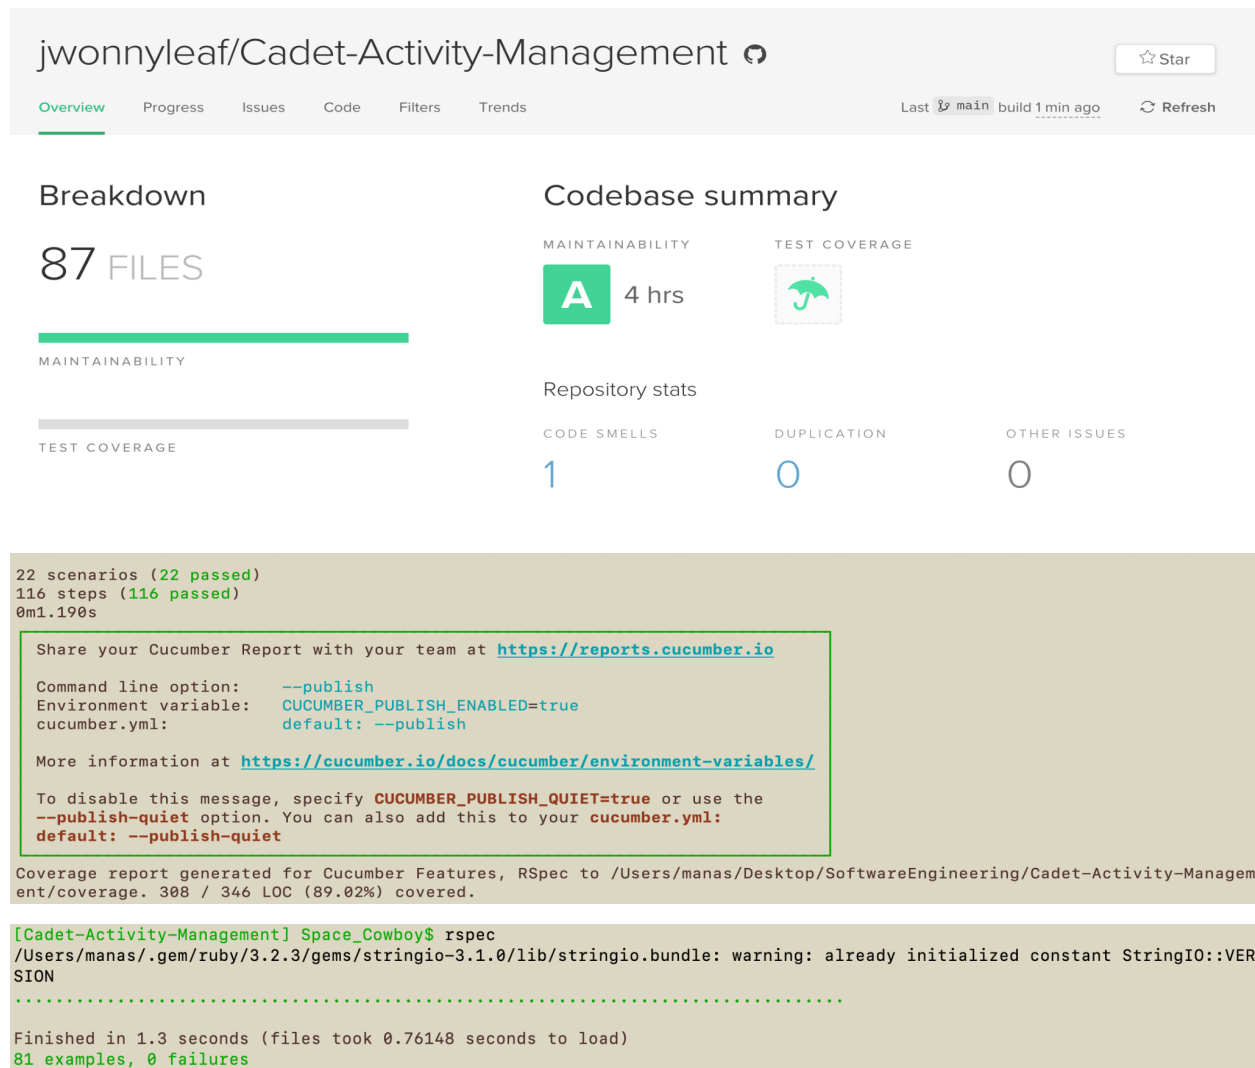 jwonnyleaf/Cadet-Activity-Management
Star
Overview Progress Issues Code Filters Trends
Last main build 1 min ago Refresh
Breakdown
87 FILES
MAINTAINABILITY
TEST COVERAGE
Codebase summary
MAINTAINABILITY TEST COVERAGE
A 4 hrs
Repository stats
CODE SMELLS DUPLICATION OTHER ISSUES
1 0 0
22 scenarios (22 passed)
116 steps (116 passed)
0m1.190s
Share your Cucumber Report with your team at https://reports.cucumber.io
Command line option: --publish
Environment variable: CUCUMBER_PUBLISH_ENABLED=true
cucumber.yml: default: --publish
More information at https://cucumber.io/docs/cucumber/environment-variables/
To disable this message, specify CUCUMBER_PUBLISH_QUIET=true or use the
--publish-quiet option. You can also add this to your cucumber.yml:
default: --publish-quiet
Coverage report generated for Cucumber Features, RSpec to /Users/manas/Desktop/SoftwareEngineering/Cadet-Activity-Managem
ent/coverage. 308 / 346 LOC (89.02%) covered.
[Cadet-Activity-Management] Space_Cowboy$ rspec
/Users/manas/.gem/ruby/3.2.3/gems/stringio-3.1.0/lib/stringio.bundle: warning: already initialized constant StringIO::VER
SION
.................................................................................
Finished in 1.3 seconds (files took 0.76148 seconds to load)
81 examples, 0 failures